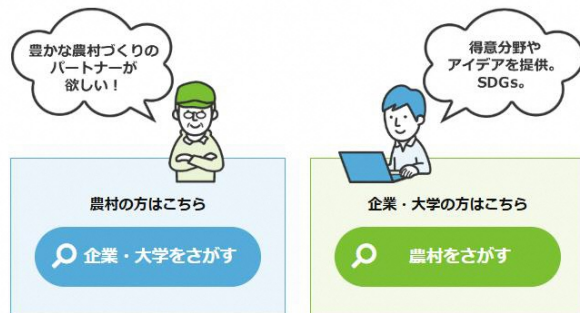 豊かな農村づくりの
パートナーが
欲しい！
得意分野や
アイデアを提供。
SDGs。
農村の方はこちら
企業・大学をさがす
企業・大学の方はこちら
農村をさがす